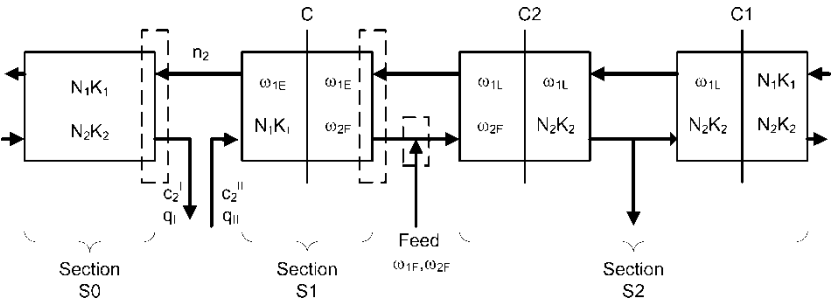 C C2 C1
n₂
N₁K₁ ω₁E ω₁E ω₁L ω₁L ω₁L N₁K₁
N₂K₂ N₁K₁ ω₂F ω₂F N₂K₂ N₂K₂ N₂K₂
c₂ᴵ c₂ᴵᴵ
qI qII
Feed
ω₁F,ω₂F
Section Section Section
S0 S1 S2